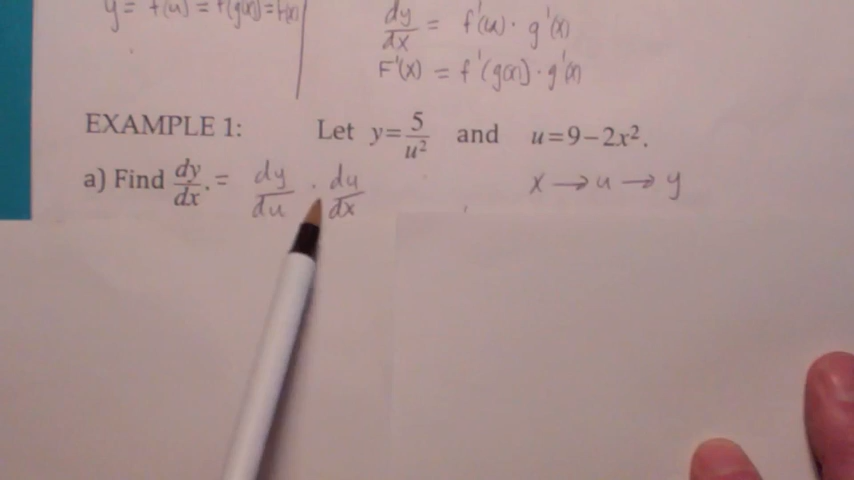 y = f(u) = f(g(x)) = F(x)
dy/dx = f'(u) · g'(x)
F'(x) = f'(g(x)) · g'(x)
EXAMPLE 1: Let y=5/u² and u=9−2x².
a) Find dy/dx. = dy/du · du/dx x → u → y